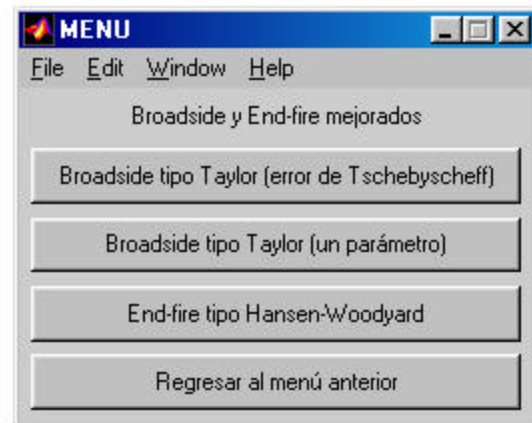 MENU
File Edit Window Help
Broadside y End-fire mejorados
Broadside tipo Taylor (error de Tschebyscheff)
Broadside tipo Taylor (un parámetro)
End-fire tipo Hansen-Woodyard
Regresar al menú anterior